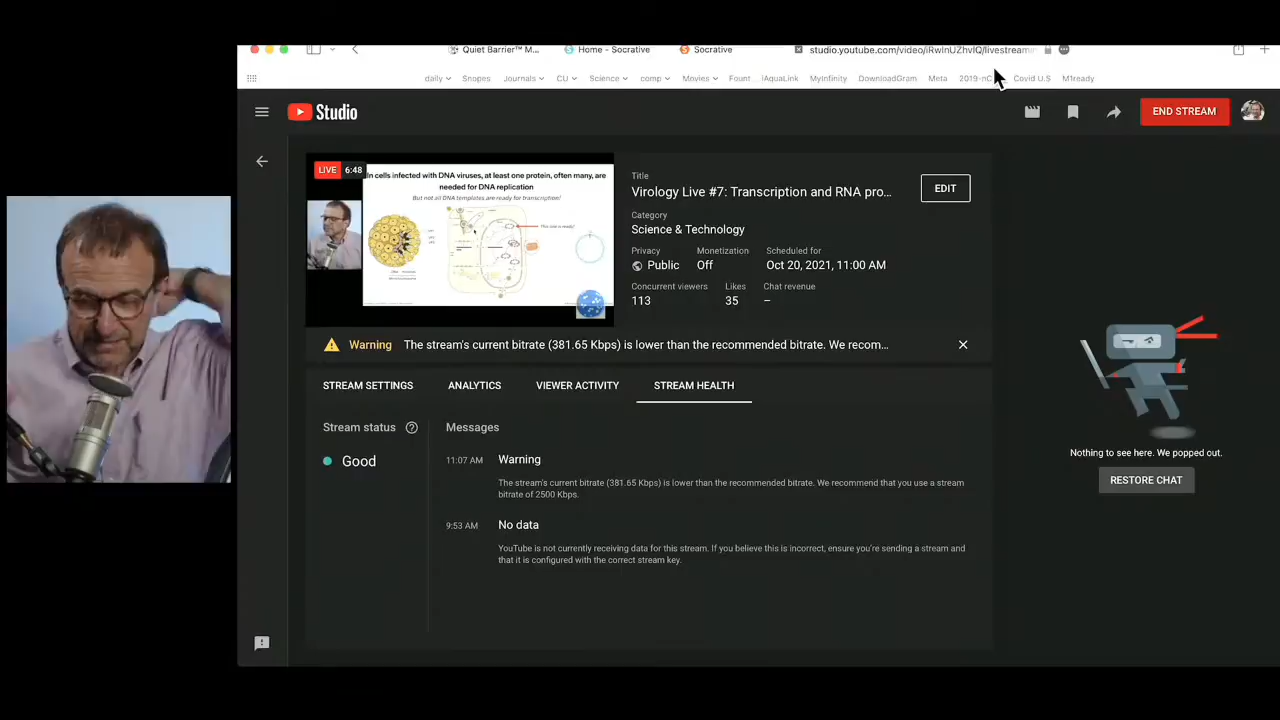 Quiet Barrier™ M...
Home - Socrative
Socrative
studio.youtube.com/video/iRwInUZhvIQ/livestreami
daily
Snopes
Journals
CU
Science
comp
Movies
Fount
IAquaLink
MyInfinity
DownloadGram
Meta
2019-nC
Covid U.S
M1ready
Studio
END STREAM
LIVE 6:48
In cells infected with DNA viruses, at least one protein, often many, are
needed for DNA replication
But not all DNA templates are ready for transcription!
This one is ready!
Title
Virology Live #7: Transcription and RNA pro...
EDIT
Category
Science & Technology
Privacy
Public
Monetization
Off
Scheduled for
Oct 20, 2021, 11:00 AM
Concurrent viewers
113
Likes
35
Chat revenue
–
Warning The stream's current bitrate (381.65 Kbps) is lower than the recommended bitrate. We recom...
STREAM SETTINGS
ANALYTICS
VIEWER ACTIVITY
STREAM HEALTH
Stream status
Good
Messages
11:07 AM Warning
The stream's current bitrate (381.65 Kbps) is lower than the recommended bitrate. We recommend that you use a stream
bitrate of 2500 Kbps.
9:53 AM No data
YouTube is not currently receiving data for this stream. If you believe this is incorrect, ensure you're sending a stream and
that it is configured with the correct stream key.
Nothing to see here. We popped out.
RESTORE CHAT